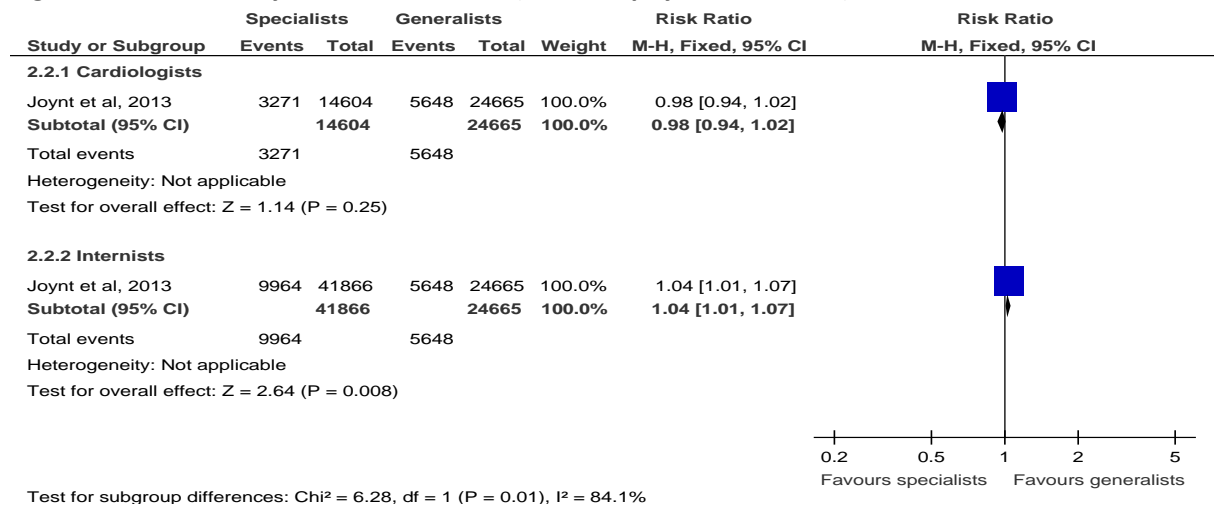 Specialists Generalists Risk Ratio Risk Ratio
Study or Subgroup Events Total Events Total Weight M-H, Fixed, 95% CI M-H, Fixed, 95% CI
2.2.1 Cardiologists
Joynt et al, 2013 3271 14604 5648 24665 100.0% 0.98 [0.94, 1.02]
Subtotal (95% CI) 14604 24665 100.0% 0.98 [0.94, 1.02]
Total events 3271 5648
Heterogeneity: Not applicable
Test for overall effect: Z = 1.14 (P = 0.25)
2.2.2 Internists
Joynt et al, 2013 9964 41866 5648 24665 100.0% 1.04 [1.01, 1.07]
Subtotal (95% CI) 41866 24665 100.0% 1.04 [1.01, 1.07]
Total events 9964 5648
Heterogeneity: Not applicable
Test for overall effect: Z = 2.64 (P = 0.008)
0.2 0.5 1 2 5
Favours specialists Favours generalists
Test for subgroup differences: Chi² = 6.28, df = 1 (P = 0.01), I² = 84.1%